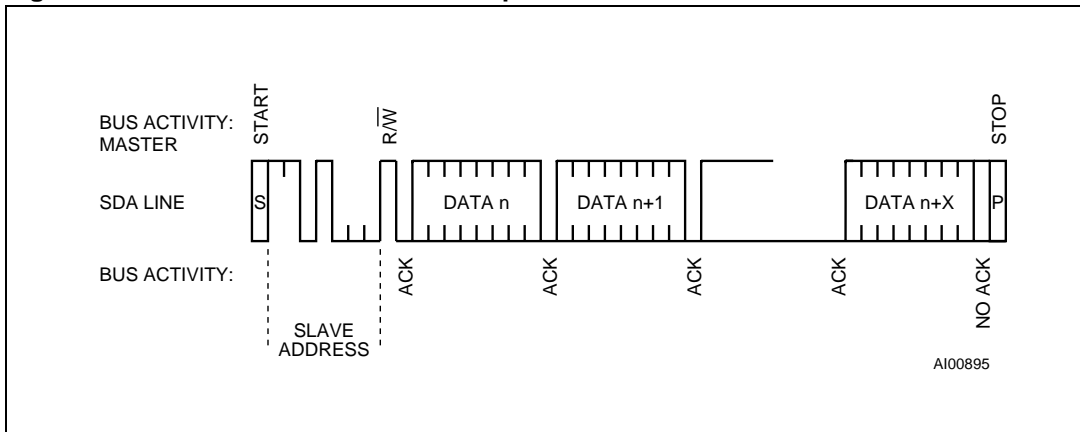 BUS ACTIVITY:
MASTER
START
R/W
STOP
SDA LINE
S
DATA n
DATA n+1
DATA n+X
P
BUS ACTIVITY:
ACK
ACK
ACK
ACK
NO ACK
SLAVE
ADDRESS
AI00895